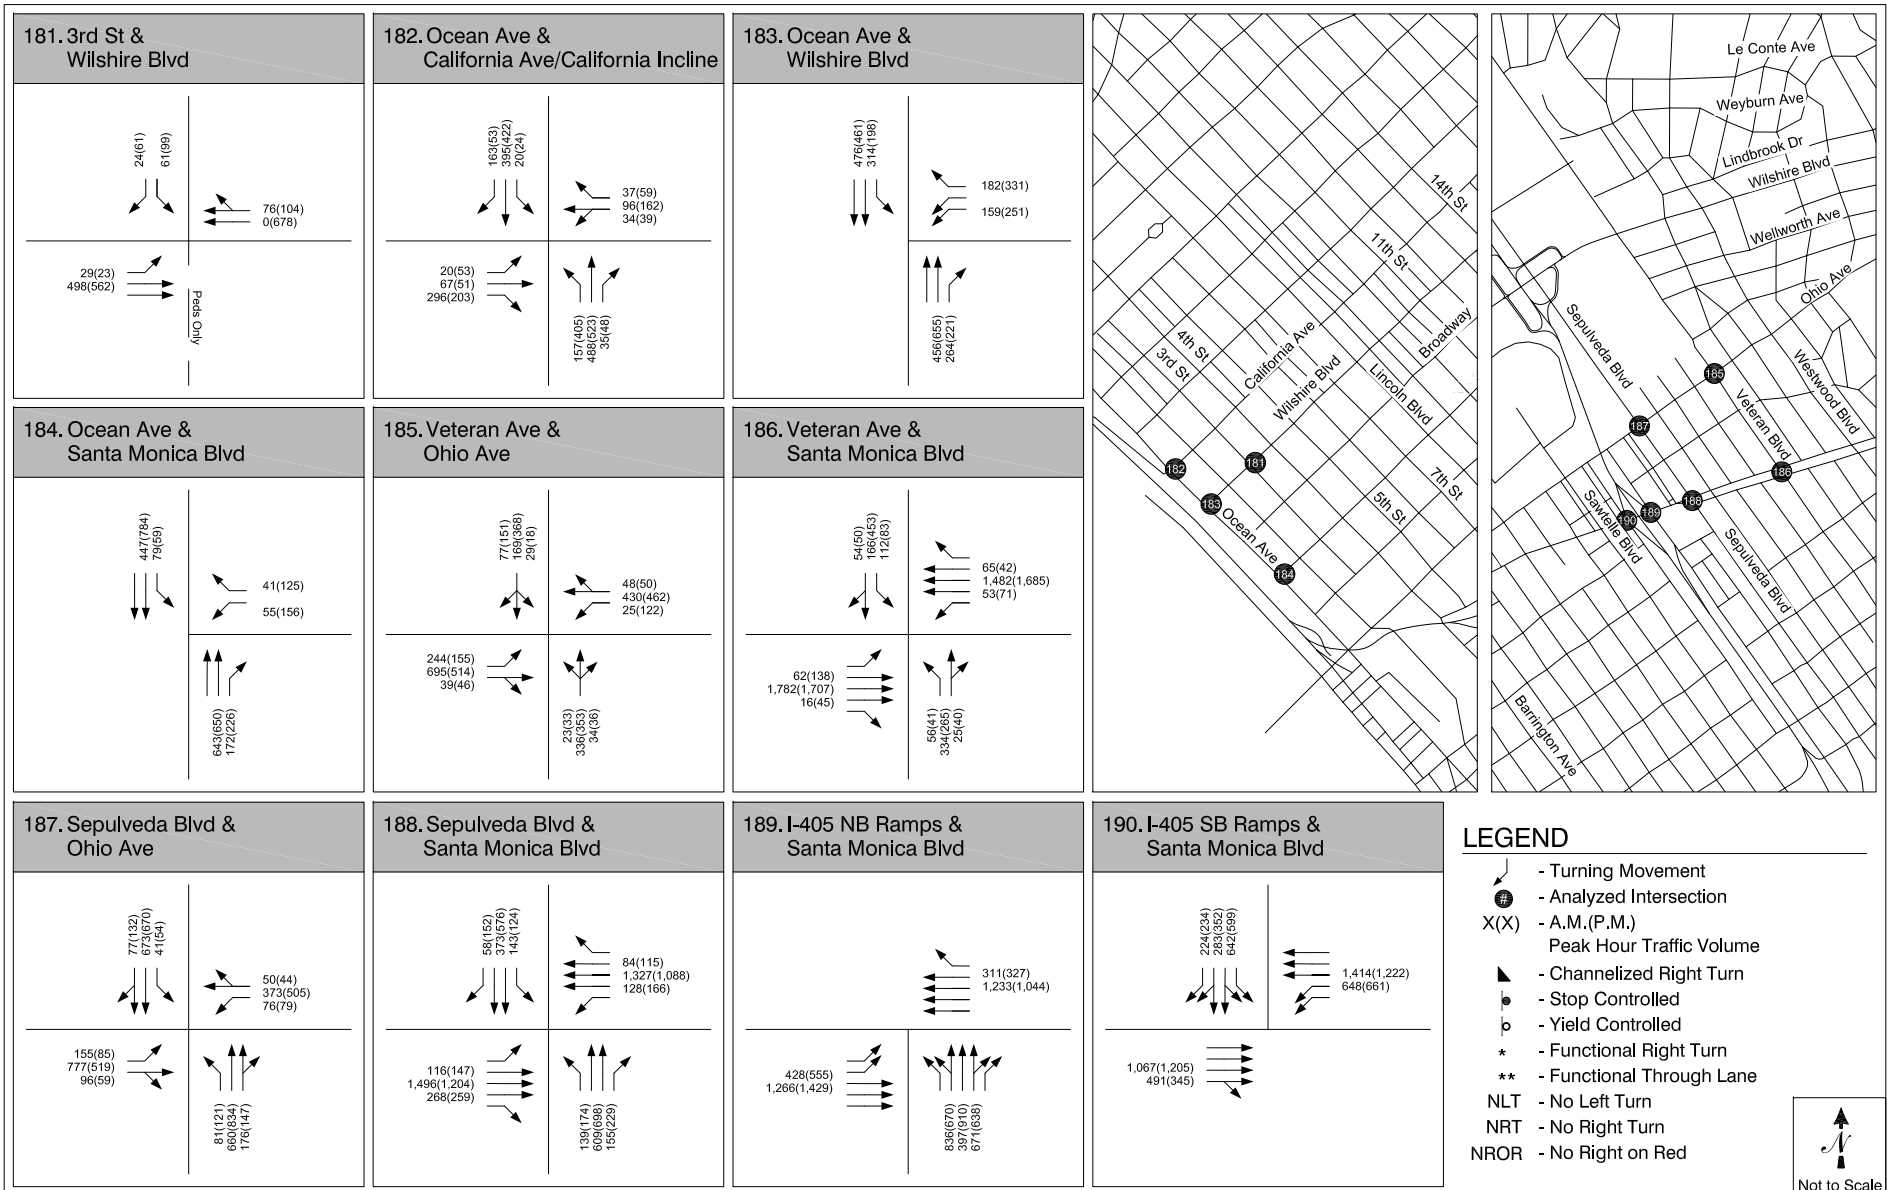 181. 3rd St &
Wilshire Blvd
24(61)
61(99)
76(104)
0(678)
29(23)
498(562)
Peds Only
182. Ocean Ave &
California Ave/California Incline
163(53)
395(422)
20(24)
37(59)
96(162)
34(39)
20(53)
67(51)
296(203)
157(405)
488(523)
35(48)
183. Ocean Ave &
Wilshire Blvd
476(461)
314(198)
182(331)
159(251)
456(655)
264(221)
184. Ocean Ave &
Santa Monica Blvd
447(784)
79(59)
41(125)
55(156)
643(650)
172(226)
185. Veteran Ave &
Ohio Ave
77(151)
169(368)
29(18)
48(50)
430(462)
25(122)
244(155)
695(514)
39(46)
23(33)
336(353)
34(36)
186. Veteran Ave &
Santa Monica Blvd
54(50)
166(453)
112(83)
65(42)
1,482(1,685)
53(71)
62(138)
1,782(1,707)
16(45)
56(41)
334(265)
25(40)
187. Sepulveda Blvd &
Ohio Ave
77(132)
673(670)
41(54)
50(44)
373(505)
76(79)
155(85)
777(519)
96(59)
81(121)
660(834)
176(147)
188. Sepulveda Blvd &
Santa Monica Blvd
58(152)
373(576)
143(124)
84(115)
1,327(1,088)
128(166)
116(147)
1,496(1,204)
268(259)
139(174)
609(698)
155(229)
189. I-405 NB Ramps &
Santa Monica Blvd
311(327)
1,233(1,044)
428(555)
1,266(1,429)
836(670)
397(910)
671(638)
190. I-405 SB Ramps &
Santa Monica Blvd
224(234)
283(352)
642(599)
1,414(1,222)
648(661)
1,067(1,205)
491(345)
14th St
11th St
4th St
3rd St
California Ave
Wilshire Blvd
Broadway
Lincoln Blvd
7th St
5th St
Ocean Ave
182
181
183
184
Le Conte Ave
Weyburn Ave
Lindbrook Dr
Wilshire Blvd
Wellworth Ave
Ohio Ave
Sepulveda Blvd
Westwood Blvd
Veteran Blvd
Sawtelle Blvd
Sepulveda Blvd
Barrington Ave
185
187
186
188
189
190
LEGEND
- Turning Movement
# - Analyzed Intersection
X(X) - A.M.(P.M.)
Peak Hour Traffic Volume
- Channelized Right Turn
- Stop Controlled
- Yield Controlled
* - Functional Right Turn
** - Functional Through Lane
NLT - No Left Turn
NRT - No Right Turn
NROR - No Right on Red
N
Not to Scale